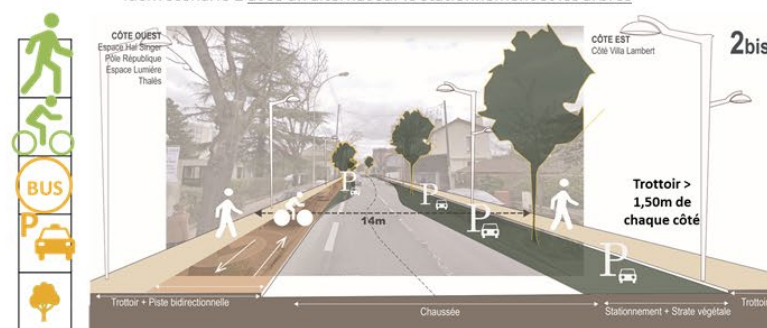 CÔTE OUEST
Espace Hal Singer
Pôle République
Espace Lumière
Thalès
CÔTE EST
Côté Villa Lambert
2bis
BUS
P
P
P
P
P
14m
Trottoir >
1,50m de
chaque côté
Trottoir + Piste bidirectionnelle
Chaussée
Stationnement + Strate végétale
Trottoir